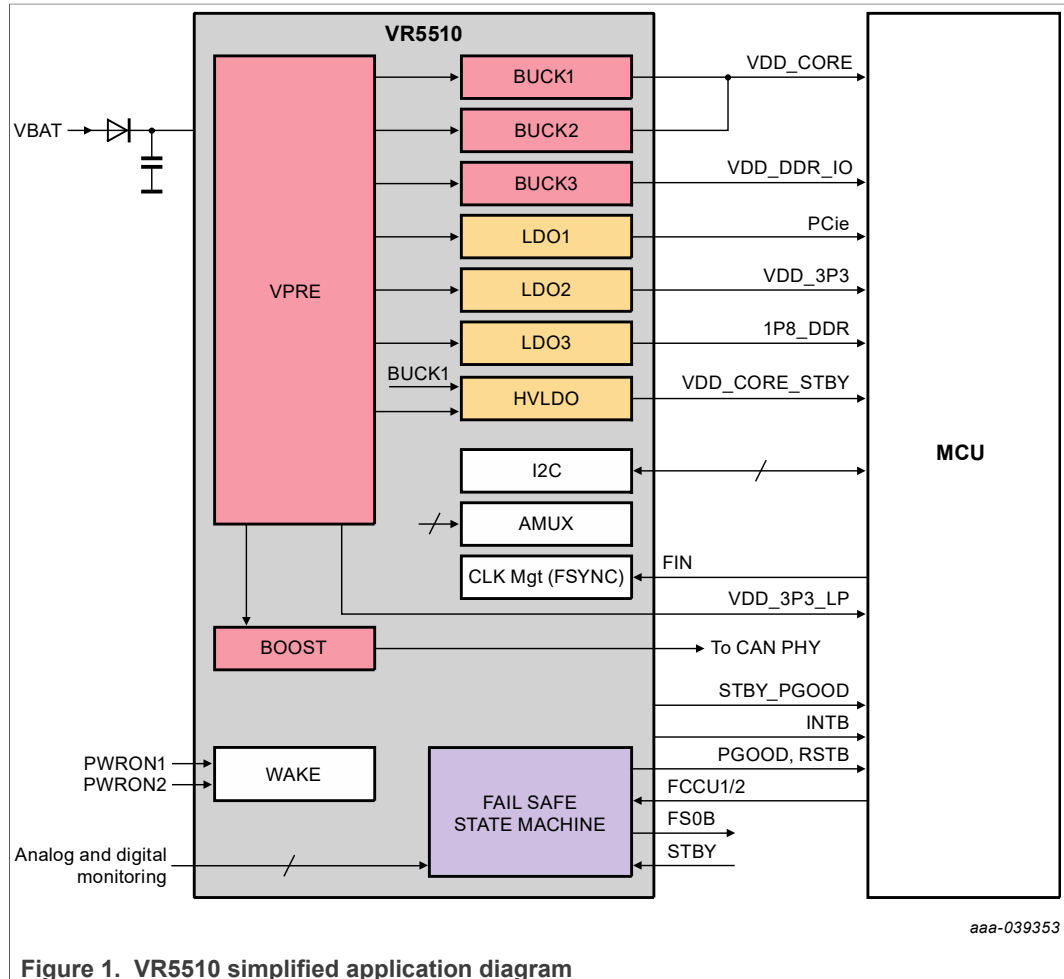 VR5510
VBAT
VPRE
BUCK1
VDD_CORE
BUCK2
BUCK3
VDD_DDR_IO
LDO1
PCie
LDO2
VDD_3P3
LDO3
1P8_DDR
BUCK1
HVLDO
VDD_CORE_STBY
MCU
I2C
AMUX
CLK Mgt (FSYNC)
FIN
VDD_3P3_LP
BOOST
To CAN PHY
STBY_PGOOD
INTB
PWRON1
PWRON2
WAKE
FAIL SAFE
STATE MACHINE
PGOOD, RSTB
FCCU1/2
FS0B
STBY
Analog and digital
monitoring
aaa-039353
Figure 1. VR5510 simplified application diagram